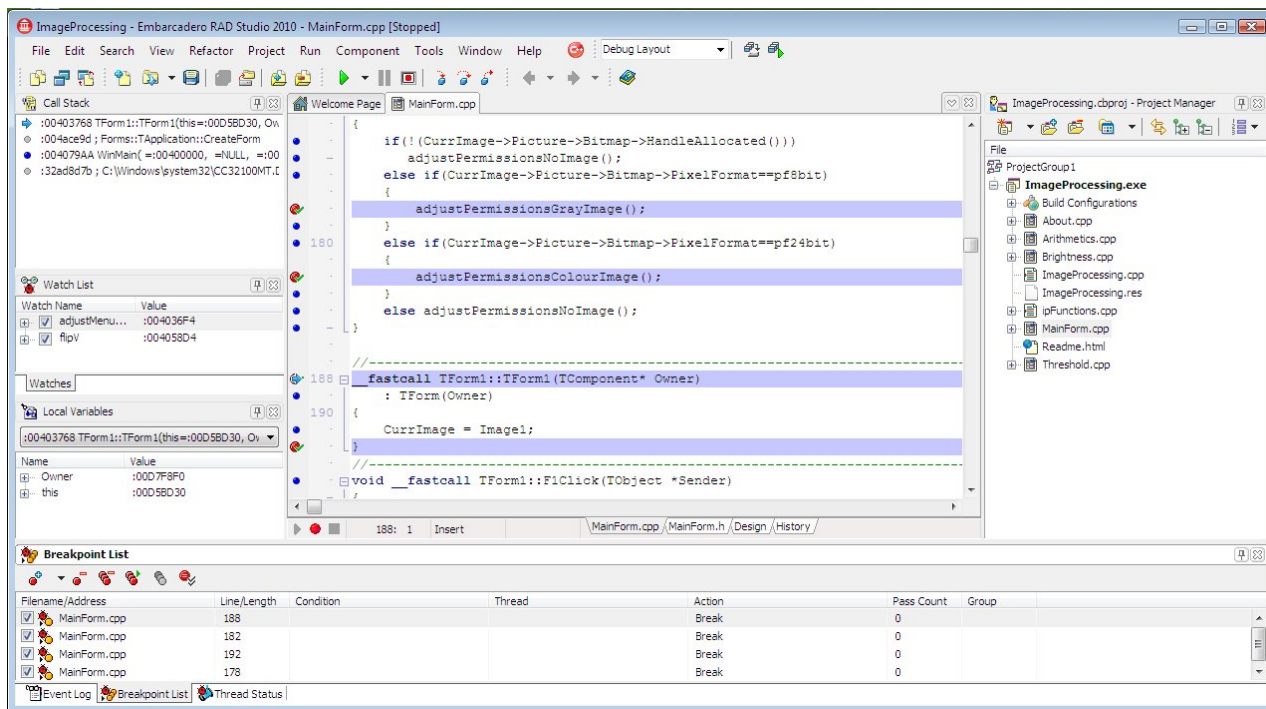 ImageProcessing - Embarcadero RAD Studio 2010 - MainForm.cpp [Stopped]
File Edit Search View Refactor Project Run Component Tools Window Help Debug Layout
Call Stack
:00403768 TForm1::TForm1(this=:00D5BD30, Ow
:004ace9d ; Forms::TApplication::CreateForm
:004079AA WinMain( =:00400000, =NULL, =:00
:32ad8d7b ; C:\Windows\system32\CC32100MT.D
Watch List
Watch Name Value
adjustMenu... :004036F4
flipV :004058D4
Watches
Local Variables
:00403768 TForm1::TForm1(this=:00D5BD30, Ov
Name Value
Owner :00D7F8F0
this :00D5BD30
Welcome Page MainForm.cpp
{
if(!(CurrImage->Picture->Bitmap->HandleAllocated()))
adjustPermissionsNoImage();
else if(CurrImage->Picture->Bitmap->PixelFormat==pf8bit)
{
adjustPermissionsGrayImage();
}
180 else if(CurrImage->Picture->Bitmap->PixelFormat==pf24bit)
{
adjustPermissionsColourImage();
}
else adjustPermissionsNoImage();
}
//---------------------------------------------------------------------------
188 __fastcall TForm1::TForm1(TComponent* Owner)
: TForm(Owner)
190 {
CurrImage = Image1;
}
//---------------------------------------------------------------------------
void __fastcall TForm1::F1Click(TObject *Sender)
188: 1 Insert MainForm.cpp MainForm.h Design History
ImageProcessing.cbproj - Project Manager
File
ProjectGroup1
ImageProcessing.exe
Build Configurations
About.cpp
Arithmetics.cpp
Brightness.cpp
ImageProcessing.cpp
ImageProcessing.res
ipFunctions.cpp
MainForm.cpp
Readme.html
Threshold.cpp
Breakpoint List
Filename/Address Line/Length Condition Thread Action Pass Count Group
MainForm.cpp 188 Break 0
MainForm.cpp 182 Break 0
MainForm.cpp 192 Break 0
MainForm.cpp 178 Break 0
Event Log Breakpoint List Thread Status